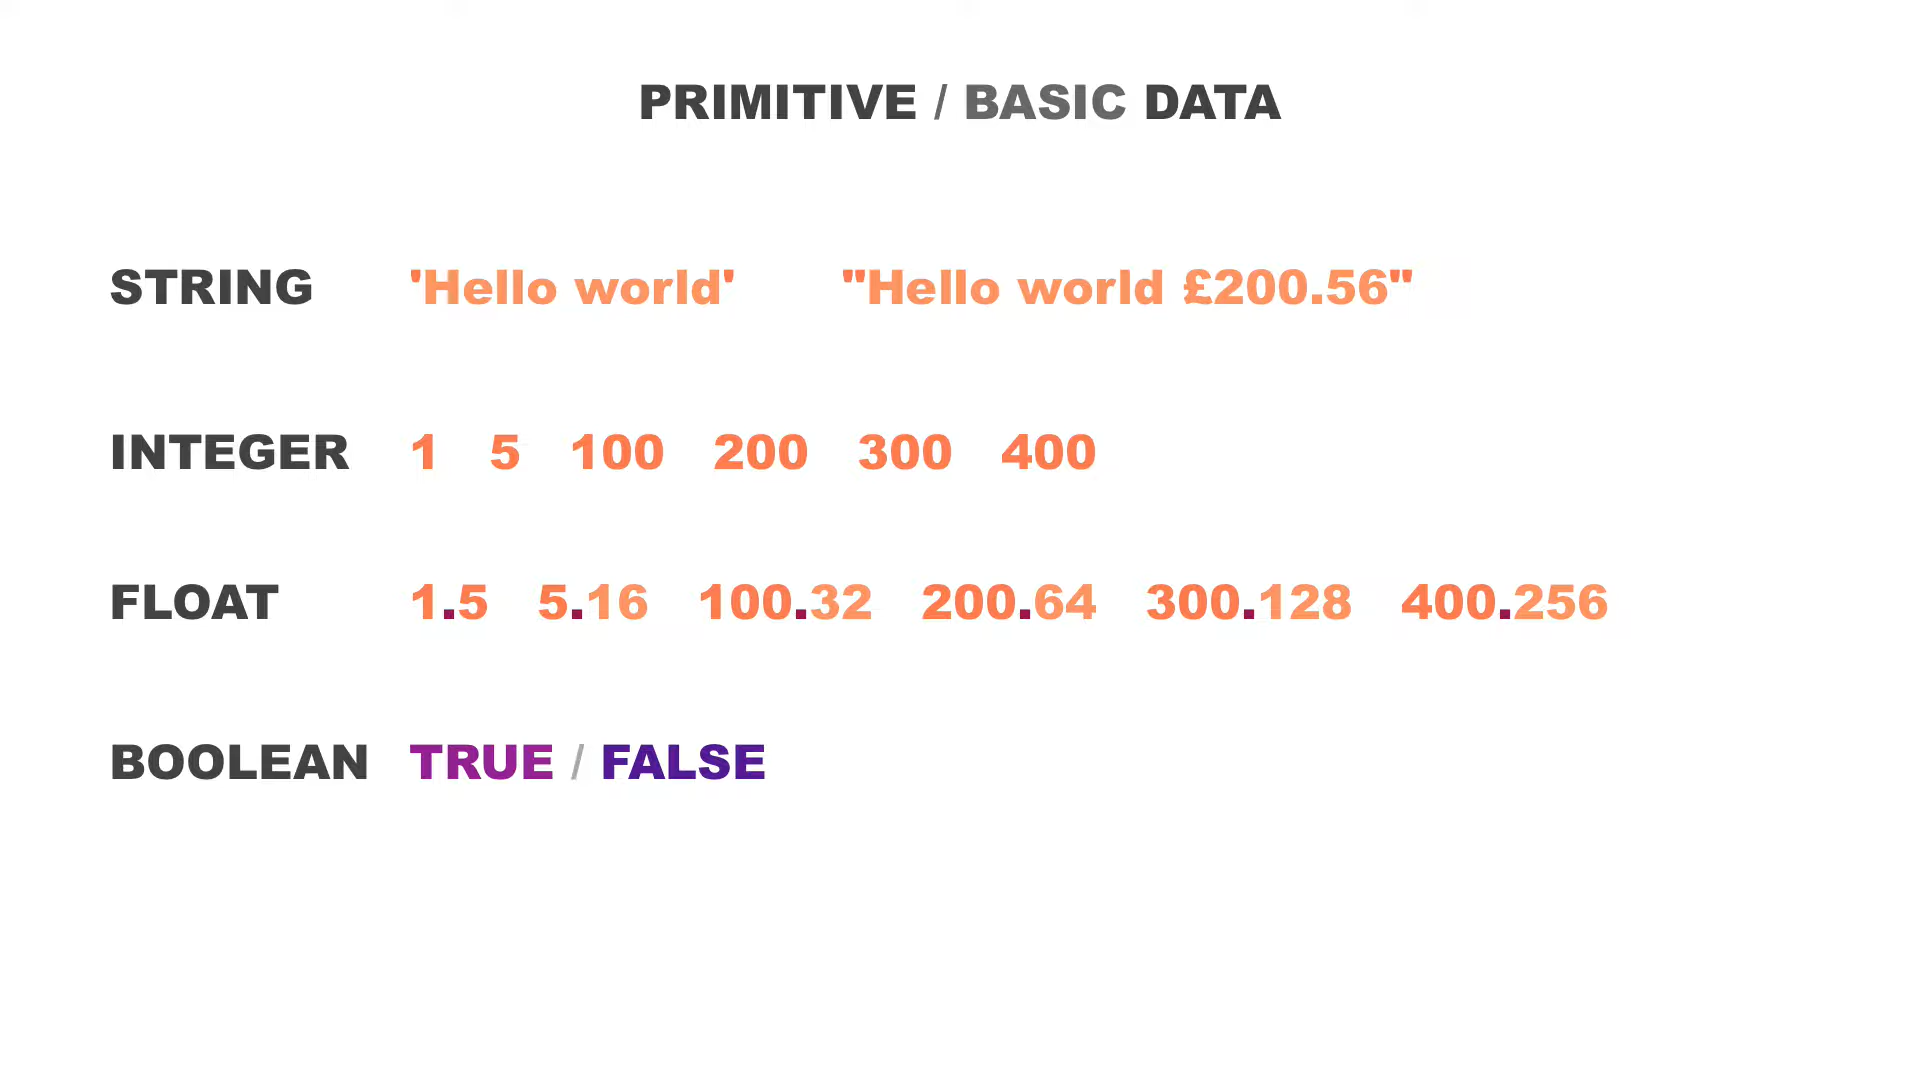 PRIMITIVE / BASIC DATA
STRING 'Hello world' "Hello world £200.56"
INTEGER 1 5 100 200 300 400
FLOAT 1.5 5.16 100.32 200.64 300.128 400.256
BOOLEAN TRUE / FALSE